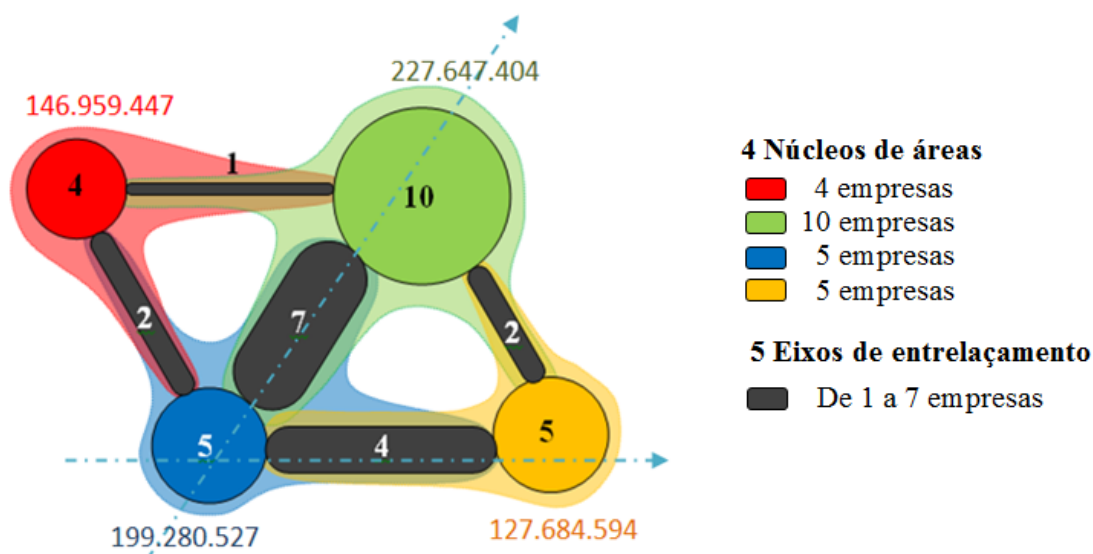 227.647.404
146.959.447
1
4
10
2
7
2
5
4
5
199.280.527
127.684.594
4 Núcleos de áreas
4 empresas
10 empresas
5 empresas
5 empresas
5 Eixos de entrelaçamento
De 1 a 7 empresas